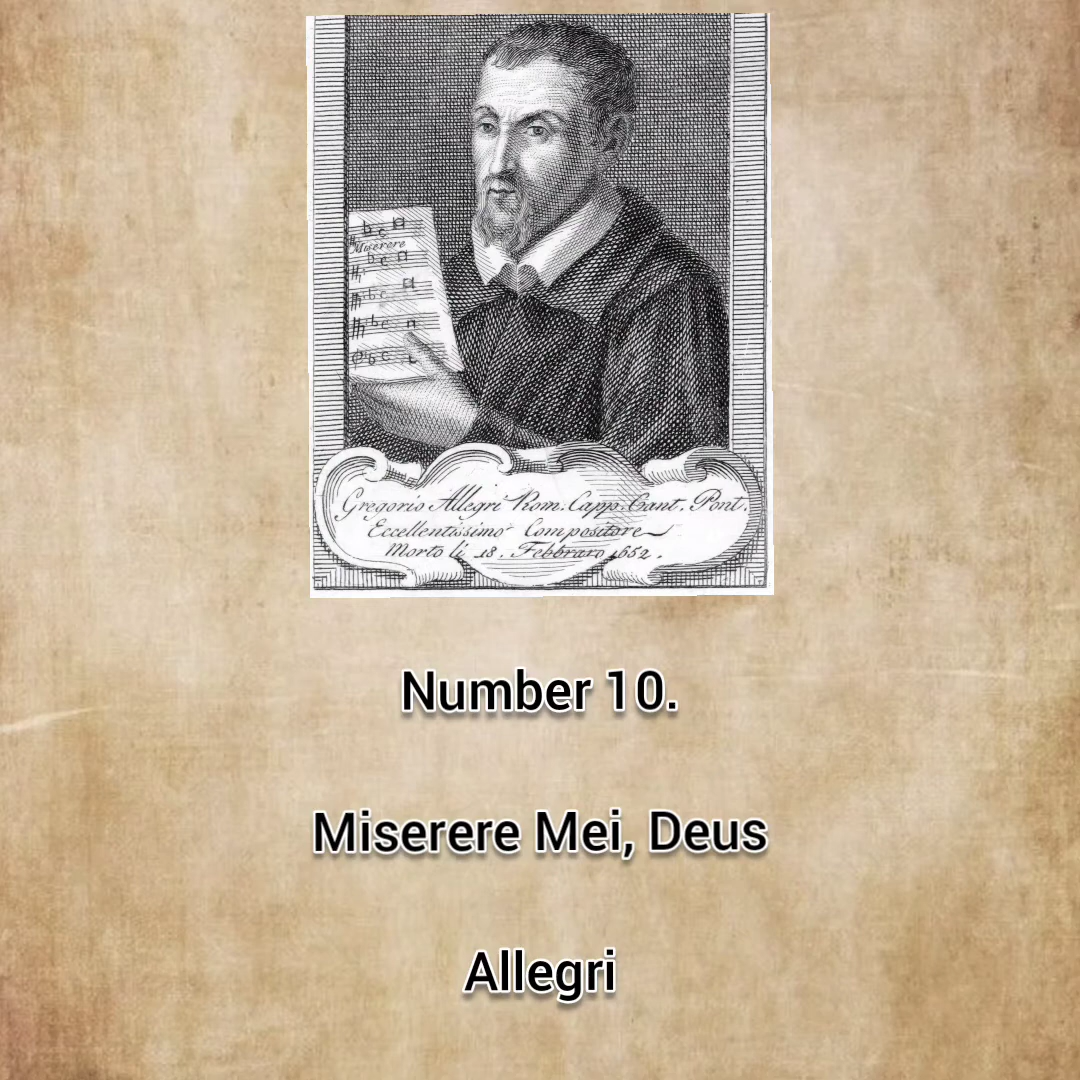 Miserere
Gregorio Allegri Rom. Capp. Cant. Pont.
Eccellentissimo Compositore
Morto li 18. Febbraro 1652.
Number 10.
Miserere Mei, Deus
Allegri